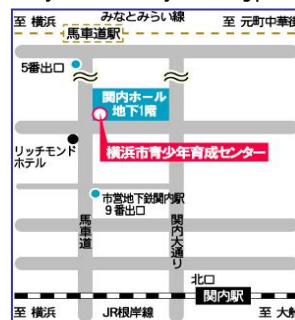 みなとみらい線
至 横浜
至 元町中華街
馬車道駅
5番出口
関内ホール
地下1階
リッチモンド
ホテル
横浜市青少年育成センター
市営地下鉄関内駅
9番出口
馬車道
関内大通り
北口
関内駅
至 横浜
JR根岸線
至 大船